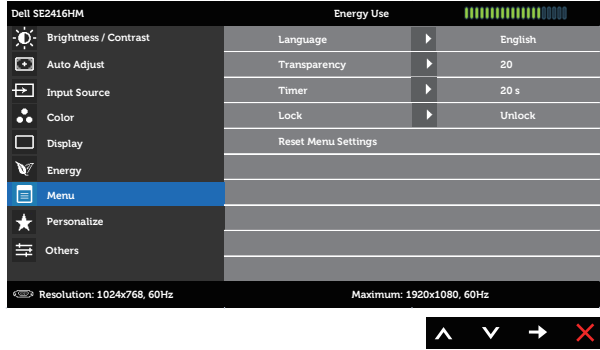 Dell SE2416HM Energy Use
Brightness / Contrast
Auto Adjust
Input Source
Color
Display
Energy
Menu
Personalize
Others
Language English
Transparency 20
Timer 20 s
Lock Unlock
Reset Menu Settings
Resolution: 1024x768, 60Hz Maximum: 1920x1080, 60Hz